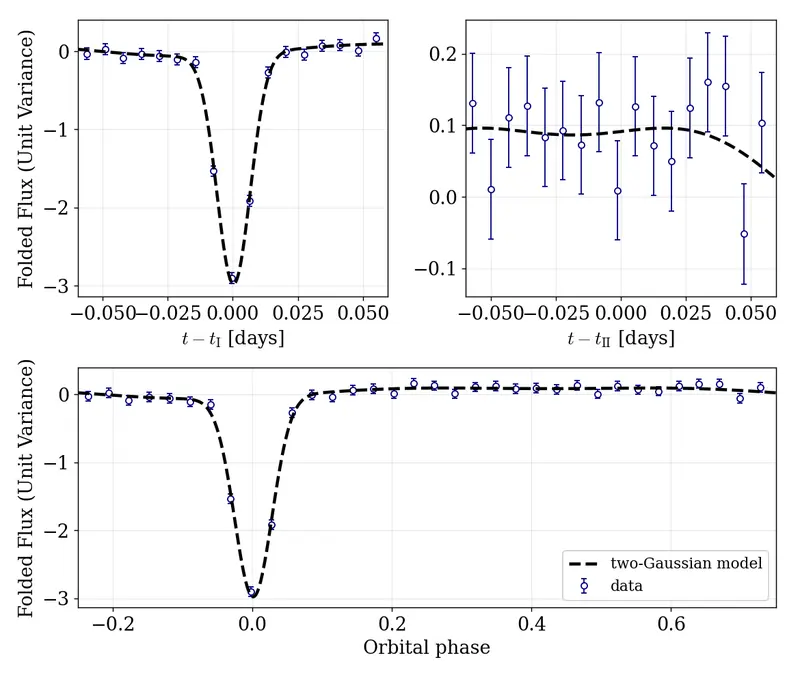 Folded Flux (Unit Variance)
0
−1
−2
−3
−0.050 −0.025 0.000 0.025 0.050
t − t_I [days]
0.2
0.1
0.0
−0.1
−0.050 −0.025 0.000 0.025 0.050
t − t_II [days]
Folded Flux (Unit Variance)
0
−1
−2
−3
−0.2 0.0 0.2 0.4 0.6
Orbital phase
two-Gaussian model
data